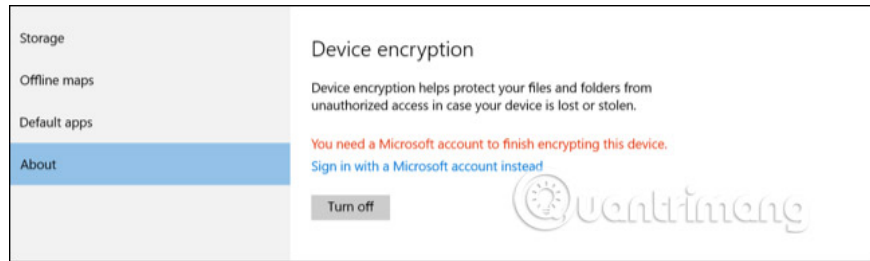 Storage
Offline maps
Default apps
About
Device encryption
Device encryption helps protect your files and folders from
unauthorized access in case your device is lost or stolen.
You need a Microsoft account to finish encrypting this device.
Sign in with a Microsoft account instead
Turn off
Quantrimang